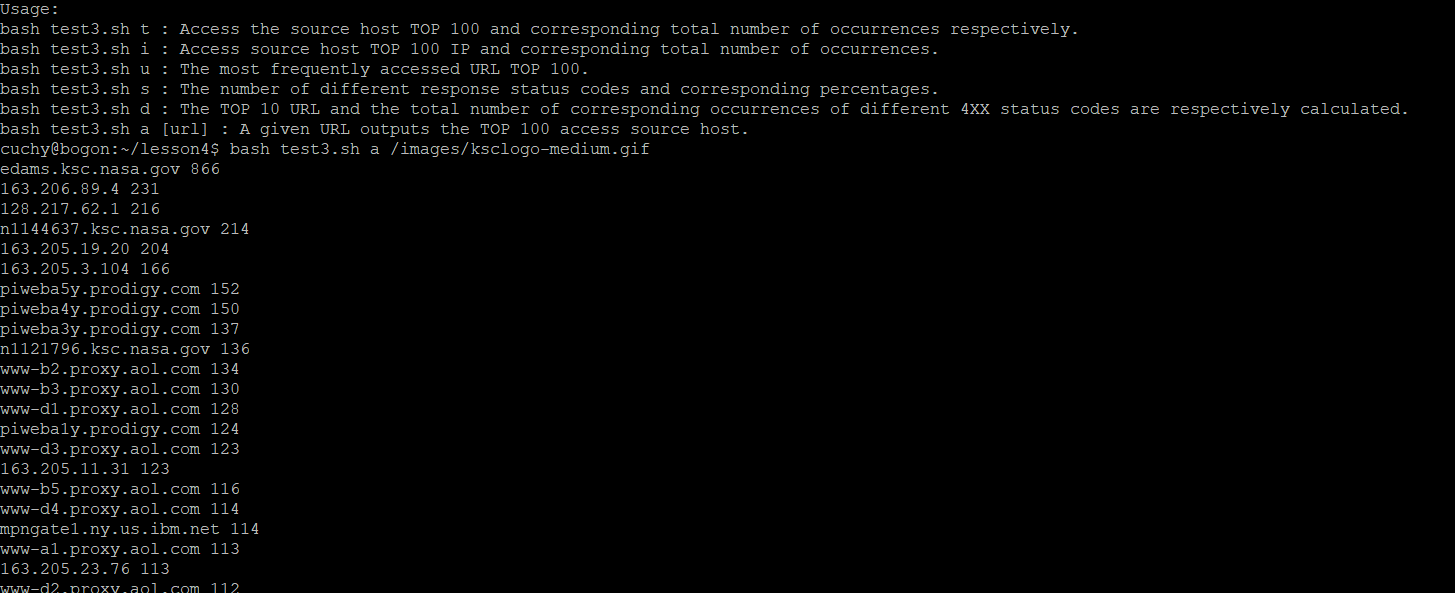 Usage:
bash test3.sh t : Access the source host TOP 100 and corresponding total number of occurrences respectively.
bash test3.sh i : Access source host TOP 100 IP and corresponding total number of occurrences.
bash test3.sh u : The most frequently accessed URL TOP 100.
bash test3.sh s : The number of different response status codes and corresponding percentages.
bash test3.sh d : The TOP 10 URL and the total number of corresponding occurrences of different 4XX status codes are respectively calculated.
bash test3.sh a [url] : A given URL outputs the TOP 100 access source host.
cuchy@bogon:~/lesson4$ bash test3.sh a /images/ksclogo-medium.gif
edams.ksc.nasa.gov 866
163.206.89.4 231
128.217.62.1 216
n1144637.ksc.nasa.gov 214
163.205.19.20 204
163.205.3.104 166
piweba5y.prodigy.com 152
piweba4y.prodigy.com 150
piweba3y.prodigy.com 137
n1121796.ksc.nasa.gov 136
www-b2.proxy.aol.com 134
www-b3.proxy.aol.com 130
www-d1.proxy.aol.com 128
piweba1y.prodigy.com 124
www-d3.proxy.aol.com 123
163.205.11.31 123
www-b5.proxy.aol.com 116
www-d4.proxy.aol.com 114
mpngate1.ny.us.ibm.net 114
www-a1.proxy.aol.com 113
163.205.23.76 113
www-d2.proxy.aol.com 112